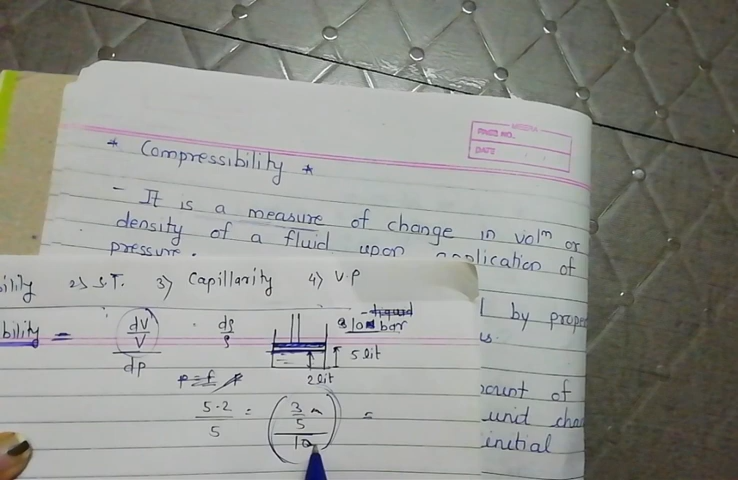 PAGE NO.
DATE
* Compressibility *
- It is a measure of change in volᵐ or
density of a fluid upon application of
pressure.
2) S.T. 3) Capillarity 4) V.P
bility = dV/V / dp
dρ/ρ
liquid
10 bar
5 lit
2 lit
5-2/5 = (3/5 / 10) =
l by prope
us.
ount of
unit cha
initial